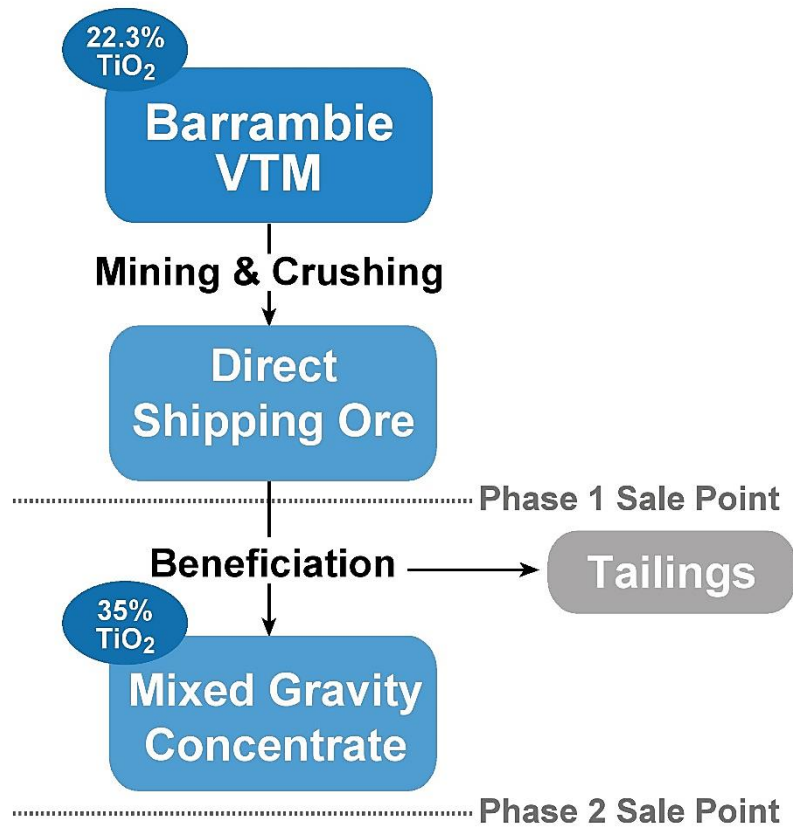 22.3%
TiO₂
Barrambie
VTM
Mining & Crushing
Direct
Shipping Ore
Phase 1 Sale Point
Beneficiation
Tailings
35%
TiO₂
Mixed Gravity
Concentrate
Phase 2 Sale Point